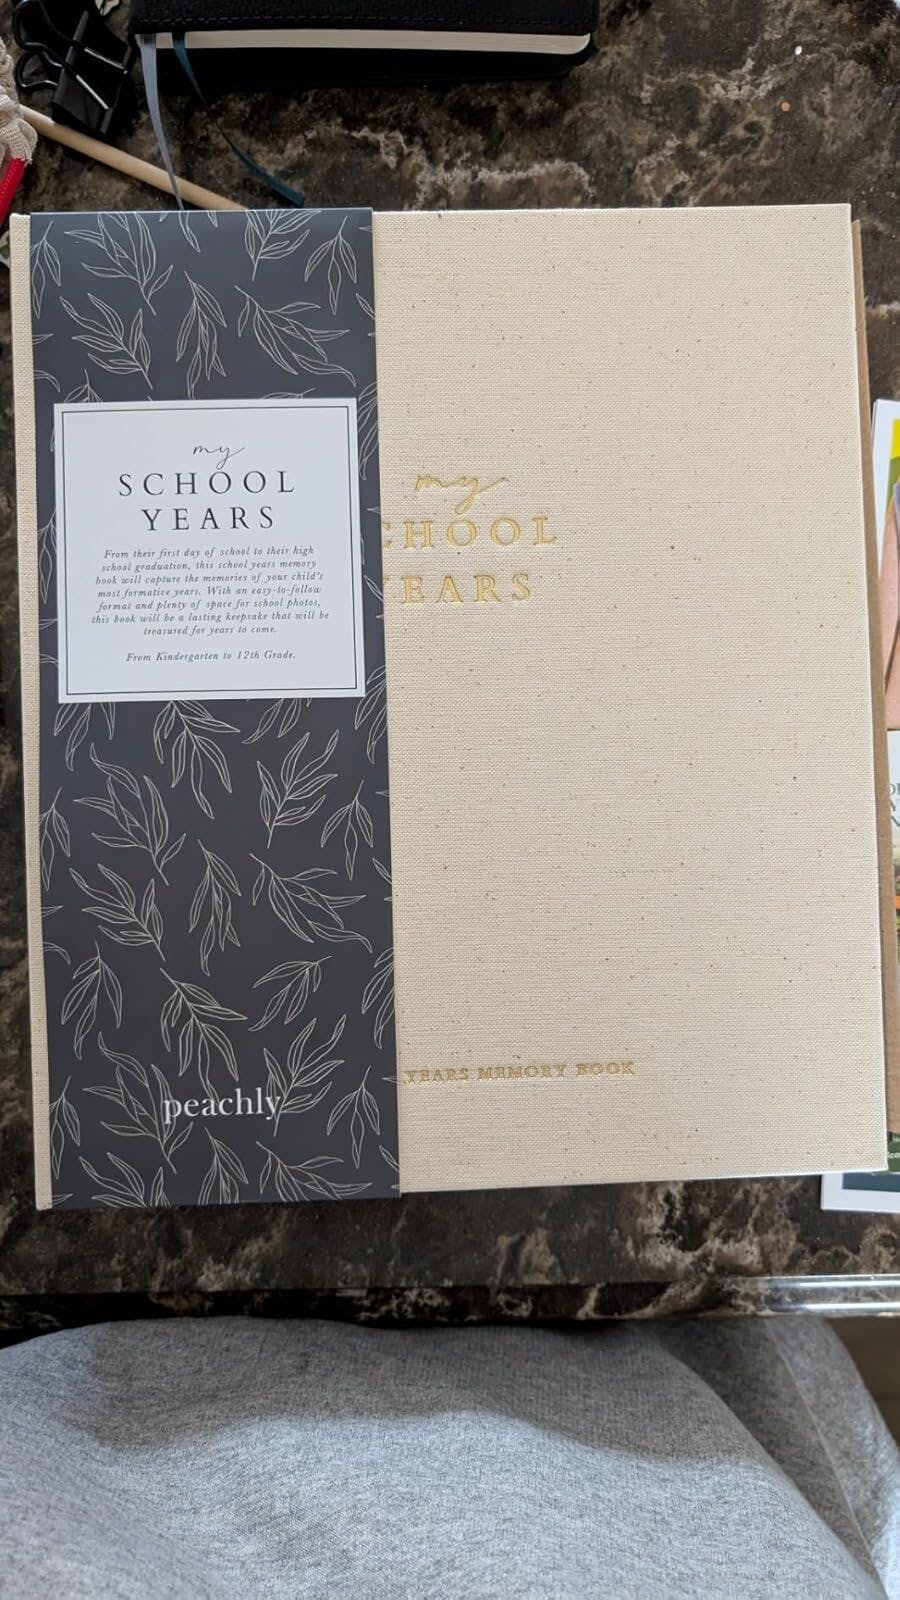 my
SCHOOL
YEARS
From their first day of school to their high
school graduation, this school years memory
book will capture the memories of your child's
most formative years. With an easy-to-follow
format and plenty of space for school photos,
this book will be a lasting keepsake that will be
treasured for years to come.
From Kindergarten to 12th Grade.
peachly
my
CHOOL
YEARS
YEARS MEMORY BOOK